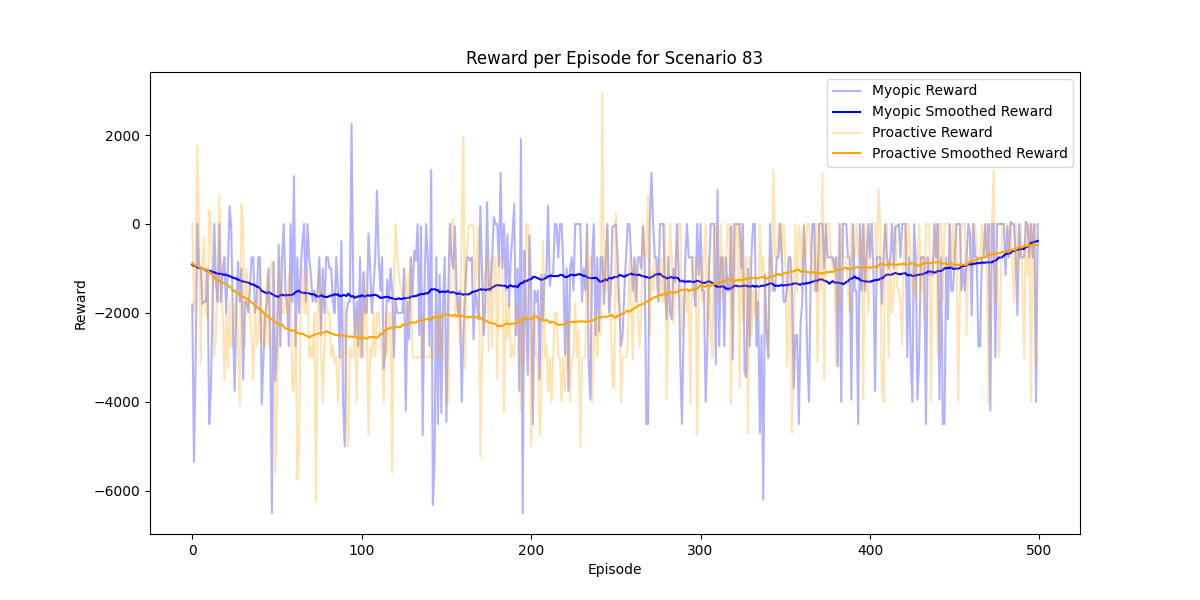 Reward per Episode for Scenario 83
Myopic Reward
Myopic Smoothed Reward
Proactive Reward
Proactive Smoothed Reward
2000
0
−2000
−4000
−6000
Reward
0 100 200 300 400 500
Episode